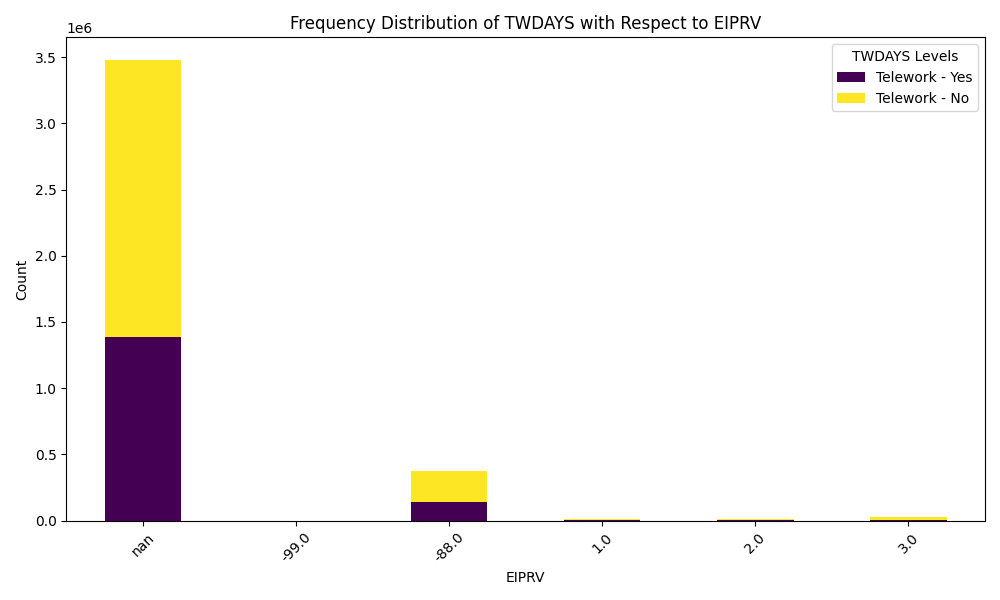 Frequency Distribution of TWDAYS with Respect to EIPRV
1e6
TWDAYS Levels
Telework - Yes
Telework - No
3.5
3.0
2.5
2.0
1.5
1.0
0.5
0.0
Count
nan
-99.0
-88.0
1.0
2.0
3.0
EIPRV